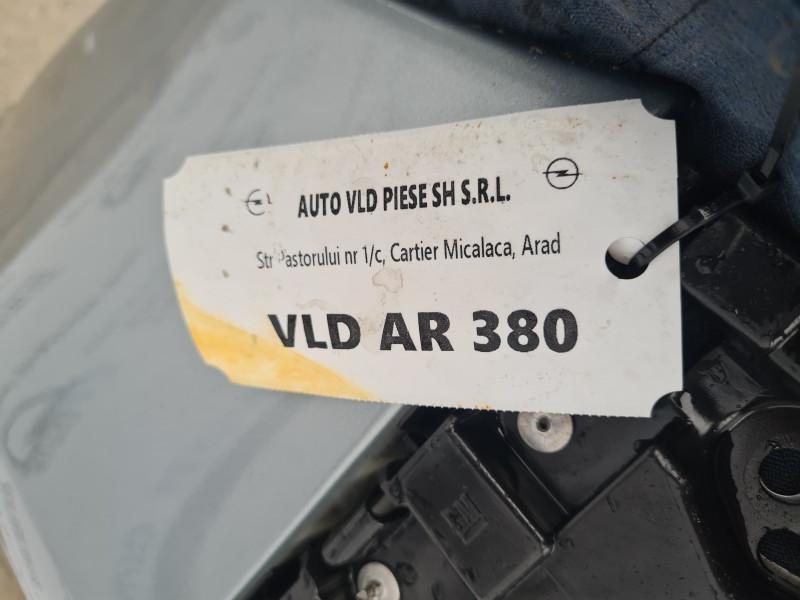 AUTO VLD PIESE SH S.R.L.
Str Pastorului nr 1/c, Cartier Micalaca, Arad
VLD AR 380